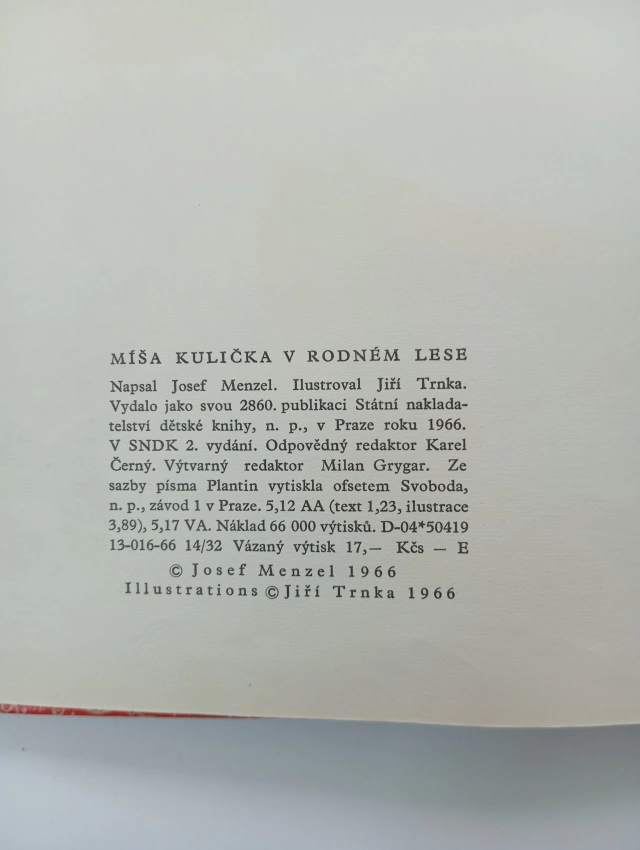 MÍŠA KULIČKA V RODNÉM LESE
Napsal Josef Menzel. Ilustroval Jiří Trnka.
Vydalo jako svou 2860. publikaci Státní naklada-
telství dětské knihy, n. p., v Praze roku 1966.
V SNDK 2. vydání. Odpovědný redaktor Karel
Černý. Výtvarný redaktor Milan Grygar. Ze
sazby písma Plantin vytiskla ofsetem Svoboda,
n. p., závod 1 v Praze. 5,12 AA (text 1,23, ilustrace
3,89), 5,17 VA. Náklad 66 000 výtisků. D-04*50419
13-016-66 14/32 Vázaný výtisk 17,— Kčs — E
© Josef Menzel 1966
Illustrations © Jiří Trnka 1966